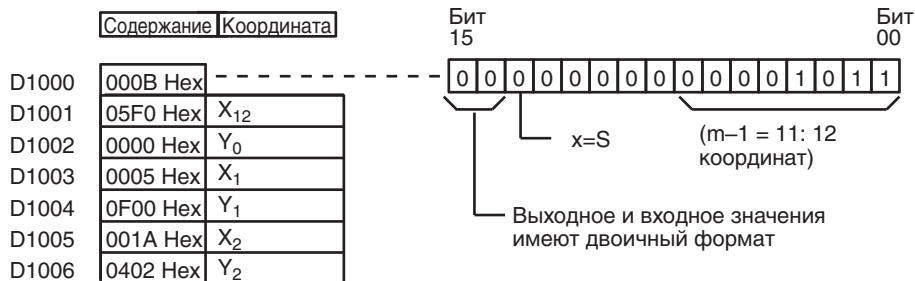 Содержание Координата
Бит 15
Бит 00
D1000 000B Hex 0 0 0 0 0 0 0 0 0 0 0 0 1 0 1 1
D1001 05F0 Hex X12
D1002 0000 Hex Y0
D1003 0005 Hex X1
D1004 0F00 Hex Y1
D1005 001A Hex X2
D1006 0402 Hex Y2
x=S
(m–1 = 11: 12
координат)
Выходное и входное значения
имеют двоичный формат